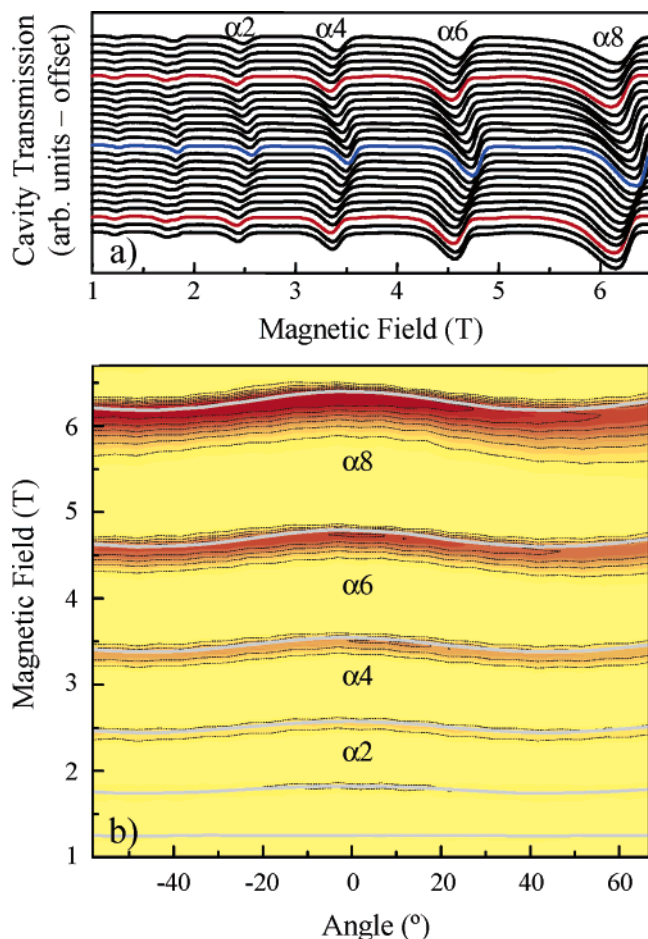 α2 α4 α6 α8
Cavity Transmission
(arb. units – offset)
a)
1 2 3 4 5 6
Magnetic Field (T)
6
5
4
3
2
1
Magnetic Field (T)
α8
α6
α4
α2
b)
-40 -20 0 20 40 60
Angle (º)